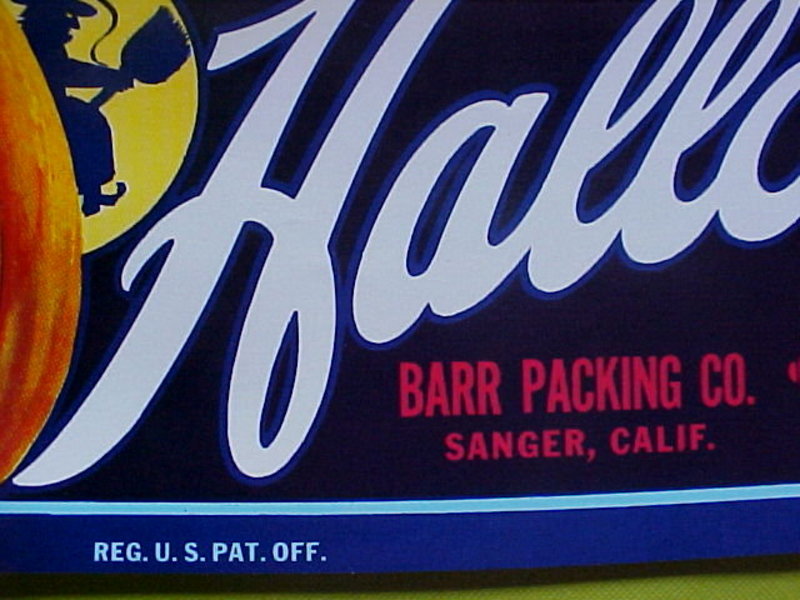 Hallo
BARR PACKING CO.
SANGER, CALIF.
REG. U. S. PAT. OFF.